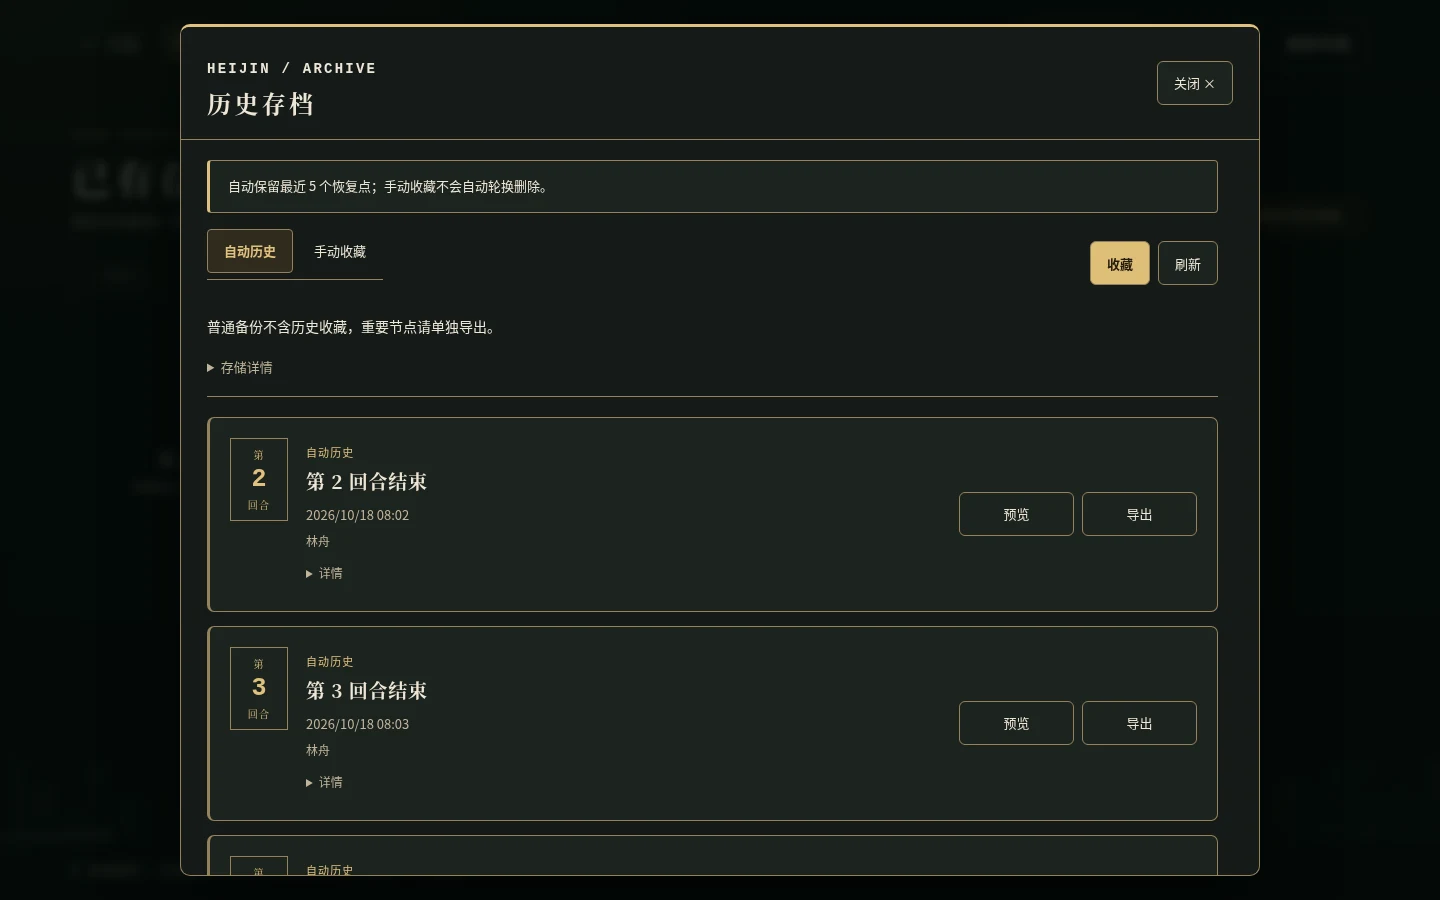 HEIJIN / ARCHIVE
历史存档
关闭 ×
自动保留最近 5 个恢复点；手动收藏不会自动轮换删除。
自动历史
手动收藏
收藏
刷新
普通备份不含历史收藏，重要节点请单独导出。
▶ 存储详情
第
2
回合
自动历史
第 2 回合结束
2026/10/18 08:02
林舟
▶ 详情
预览
导出
第
3
回合
自动历史
第 3 回合结束
2026/10/18 08:03
林舟
▶ 详情
预览
导出
第
自动历史